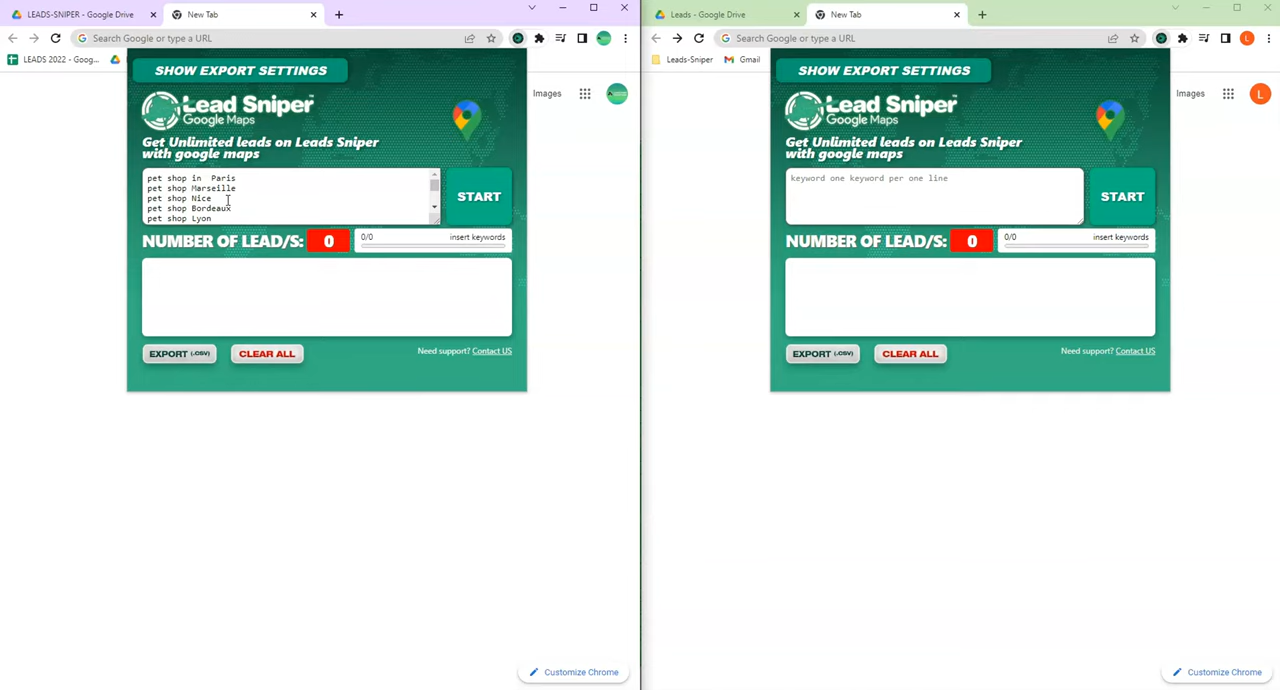 LEADS-SNIPER - Google Drive
New Tab
Search Google or type a URL
LEADS 2022 - Goog...
Images
SHOW EXPORT SETTINGS
Lead Sniper™
Google Maps
Get Unlimited leads on Leads Sniper
with google maps
pet shop in  Paris
pet shop Marseille
pet shop Nice
pet shop Bordeaux
pet shop Lyon
START
NUMBER OF LEAD/S: 0
0/0 insert keywords
EXPORT (.CSV)
CLEAR ALL
Need support? Contact US
Customize Chrome
Leads - Google Drive
New Tab
Search Google or type a URL
Leads-Sniper
Gmail
Images
L
SHOW EXPORT SETTINGS
Lead Sniper™
Google Maps
Get Unlimited leads on Leads Sniper
with google maps
keyword one keyword per one line
START
NUMBER OF LEAD/S: 0
0/0 insert keywords
EXPORT (.CSV)
CLEAR ALL
Need support? Contact US
Customize Chrome